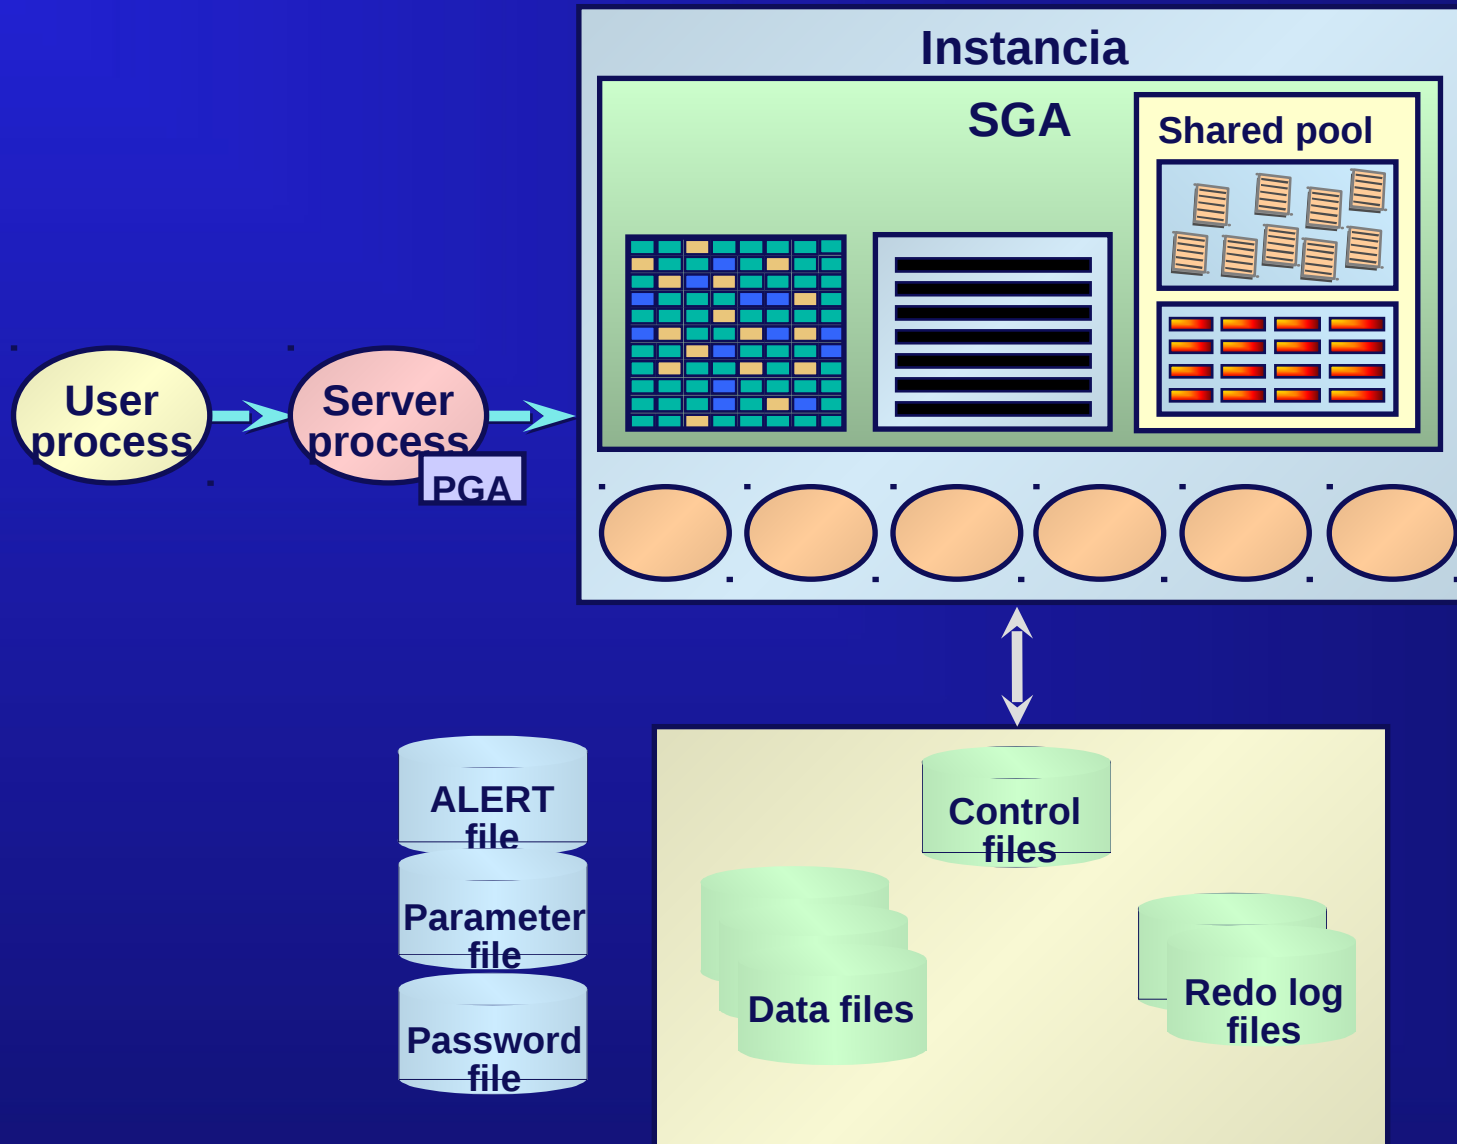 Instancia
SGA
Shared pool
User
process
Server
process
PGA
ALERT
file
Parameter
file
Password
file
Control
files
Data files
Redo log
files